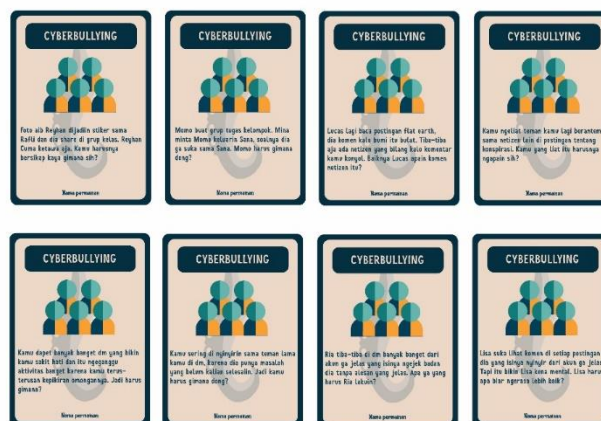 CYBERBULLYING
Foto aib Reyhan dijadiin stiker sama
Rafli dan dia share di grup kelas. Reyhan
Cuma ketawa aja. Kamu harusnya
bersikap kaya gimana sih?
Nama permainan
CYBERBULLYING
Momo buat grup tugas kelompok. Mina
minta Momo keluarin Sana, soalnya dia
ga suka sama Sana. Momo harus gimana
dong?
Nama permainan
CYBERBULLYING
Lucas lagi baca postingan flat earth,
dia komen kalo bumi itu bulat. Tiba-tiba
aja ada netizen yang bilang kalo komentar
kamu konyol. Baiknya Lucas apain komen
netizen itu?
Nama permainan
CYBERBULLYING
Kamu ngeliat teman kamu lagi berantem
sama netizen lain di postingan tentang
konspirasi. Kamu yang liat itu harusnya
ngapain sih?
Nama permainan
CYBERBULLYING
Kamu dapet banyak banget dm yang bikin
kamu sakit hati dan itu ngeganggu
aktivitas banget karena kamu terus-
terusan kepikiran omongannya. Jadi harus
gimana?
Nama permainan
CYBERBULLYING
Kamu sering di nyinyirin sama teman lama
kamu di dm, karena dia punya masalah
yang belom kalian selesain. Jadi kamu
harus gimana dong?
Nama permainan
CYBERBULLYING
Ria tiba-tiba di dm banyak banget dari
akun ga jelas yang isinya ngejek badan
dia tanpa alasan yang jelas. Apa ya yang
harus Ria lakuin?
Nama permainan
CYBERBULLYING
Lisa suka lihat komen di setiap postingan
dia yang isinya nyinyir dari akun ga jelas.
Tapi itu bikin Lisa kena mental. Lisa harus
apa biar ngerasa lebih baik?
Nama permainan